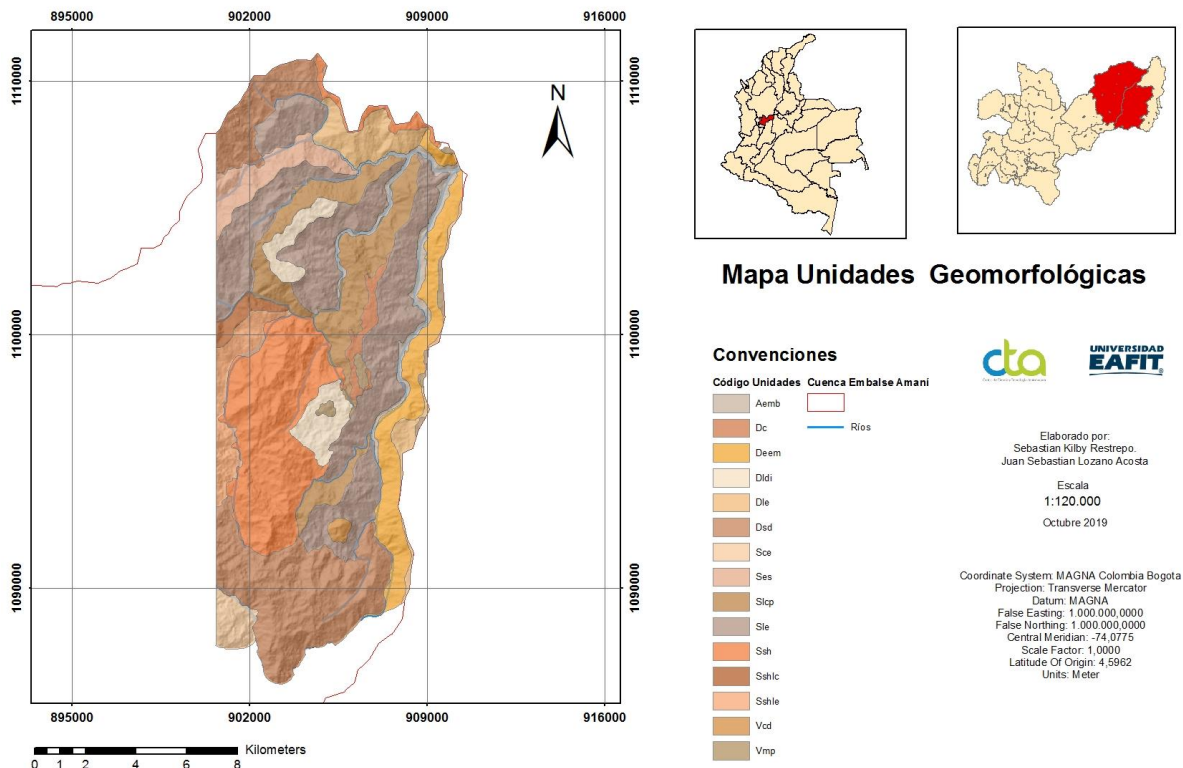 895000 902000 909000 916000
1110000 1110000
N
1100000 1100000
1090000 1090000
895000 902000 909000 916000
Kilometers
0 1 2 4 6 8
Mapa Unidades Geomorfológicas
Convenciones
Código Unidades Cuenca Embalse Amaní
Aemb
Dc Ríos
Deem
Dldi
Dle
Dsd
Sce
Ses
Slcp
Sle
Ssh
Sshlc
Sshle
Vcd
Vmp
cta
UNIVERSIDAD
EAFIT
Elaborado por:
Sebastian Kilby Restrepo.
Juan Sebastian Lozano Acosta
Escala
1:120.000
Octubre 2019
Coordinate System: MAGNA Colombia Bogota
Projection: Transverse Mercator
Datum: MAGNA
False Easting: 1.000.000,0000
False Northing: 1.000.000,0000
Central Meridian: -74,0775
Scale Factor: 1,0000
Latitude Of Origin: 4,5962
Units: Meter